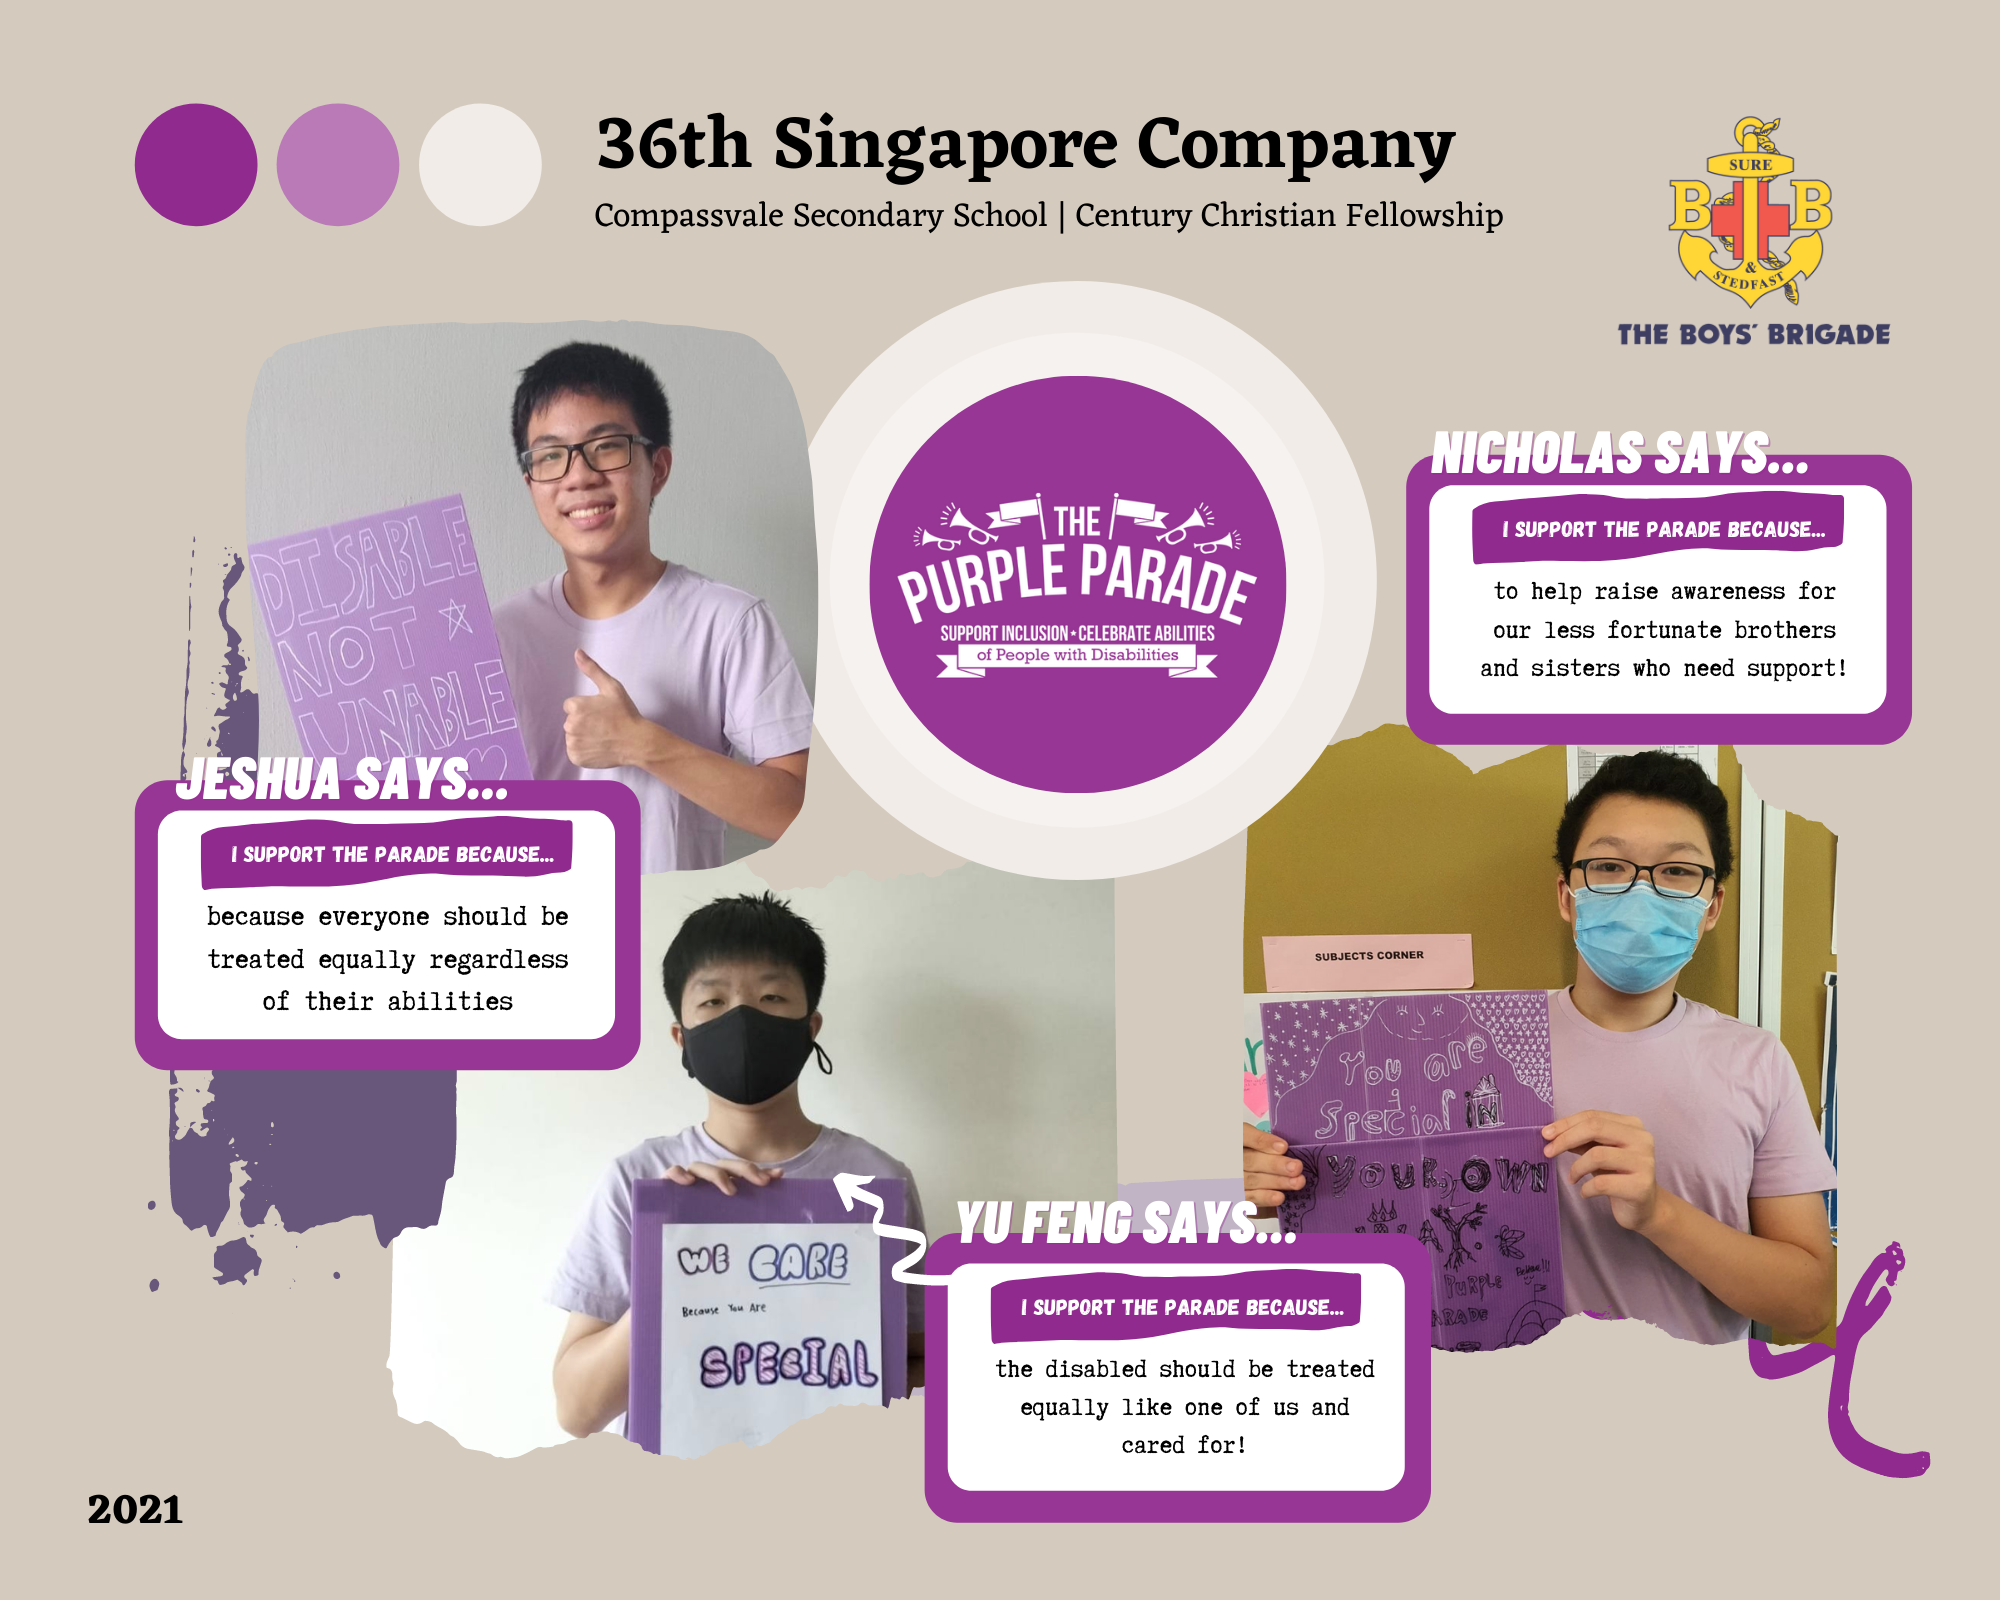 36th Singapore Company
Compassvale Secondary School | Century Christian Fellowship
SURE
B B
&
STEDFAST
THE BOYS' BRIGADE
THE
PURPLE PARADE
SUPPORT INCLUSION★CELEBRATE ABILITIES
of People with Disabilities
DISABLE
NOT
UNABLE
JESHUA SAYS...
I SUPPORT THE PARADE BECAUSE...
because everyone should be
treated equally regardless
of their abilities
NICHOLAS SAYS...
I SUPPORT THE PARADE BECAUSE...
to help raise awareness for
our less fortunate brothers
and sisters who need support!
SUBJECTS CORNER
You are
Special IN
YOUR OWN
PURPLE
WE CARE
Because You Are
SPECIAL
YU FENG SAYS...
I SUPPORT THE PARADE BECAUSE...
the disabled should be treated
equally like one of us and
cared for!
2021